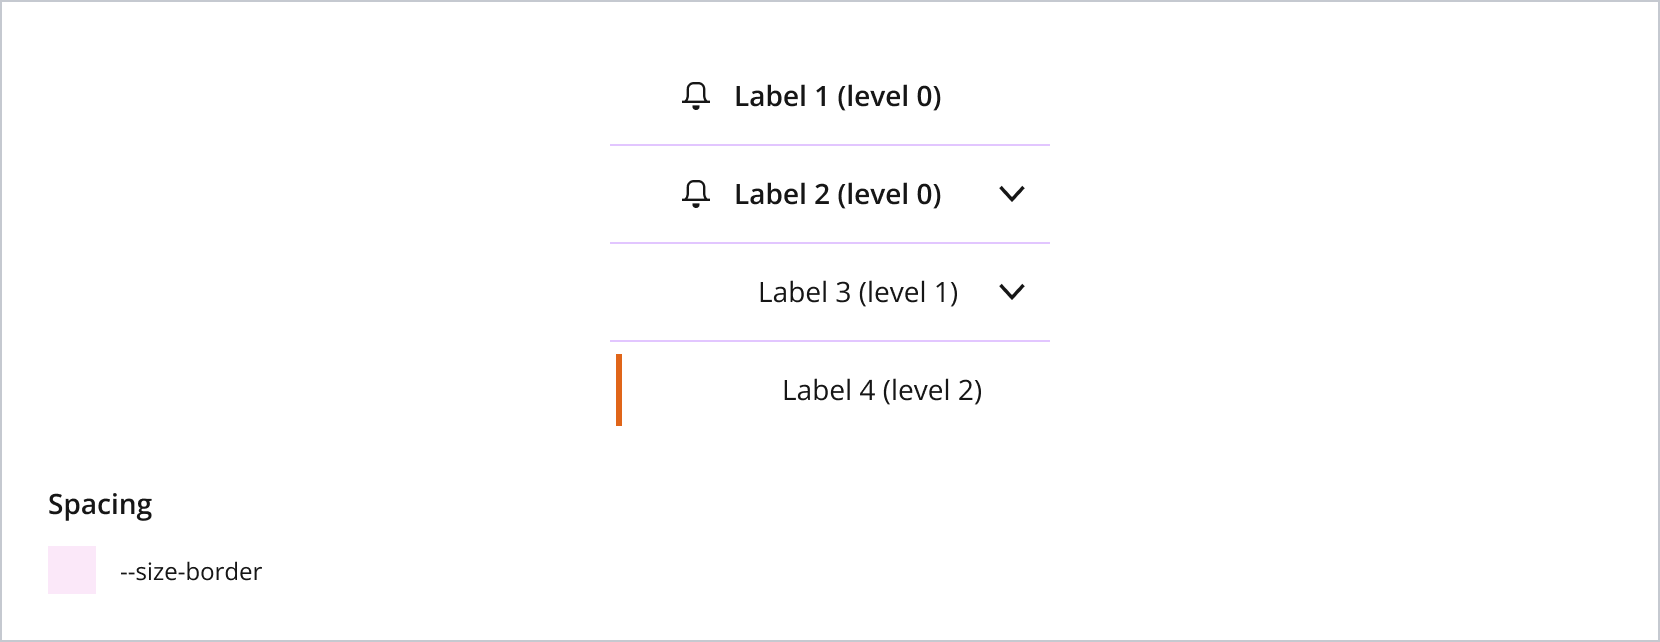 Label 1 (level 0)
Label 2 (level 0)
Label 3 (level 1)
Label 4 (level 2)
Spacing
--size-border